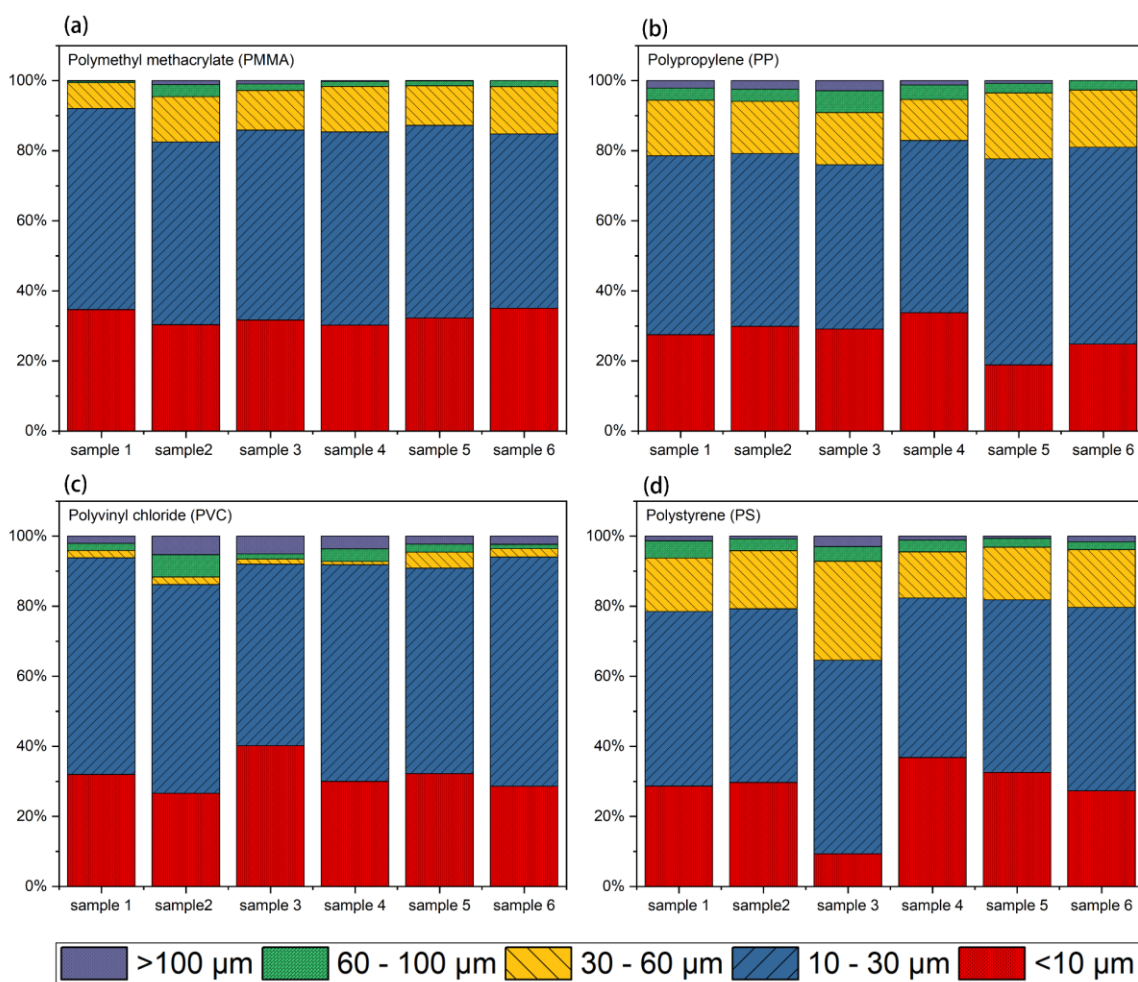 (a)
Polymethyl methacrylate (PMMA)
100%
80%
60%
40%
20%
0%
sample 1 sample2 sample 3 sample 4 sample 5 sample 6
(b)
Polypropylene (PP)
100%
80%
60%
40%
20%
0%
sample 1 sample2 sample 3 sample 4 sample 5 sample 6
(c)
Polyvinyl chloride (PVC)
100%
80%
60%
40%
20%
0%
sample 1 sample2 sample 3 sample 4 sample 5 sample 6
(d)
Polystyrene (PS)
100%
80%
60%
40%
20%
0%
sample 1 sample2 sample 3 sample 4 sample 5 sample 6
>100 µm 60 - 100 µm 30 - 60 µm 10 - 30 µm <10 µm